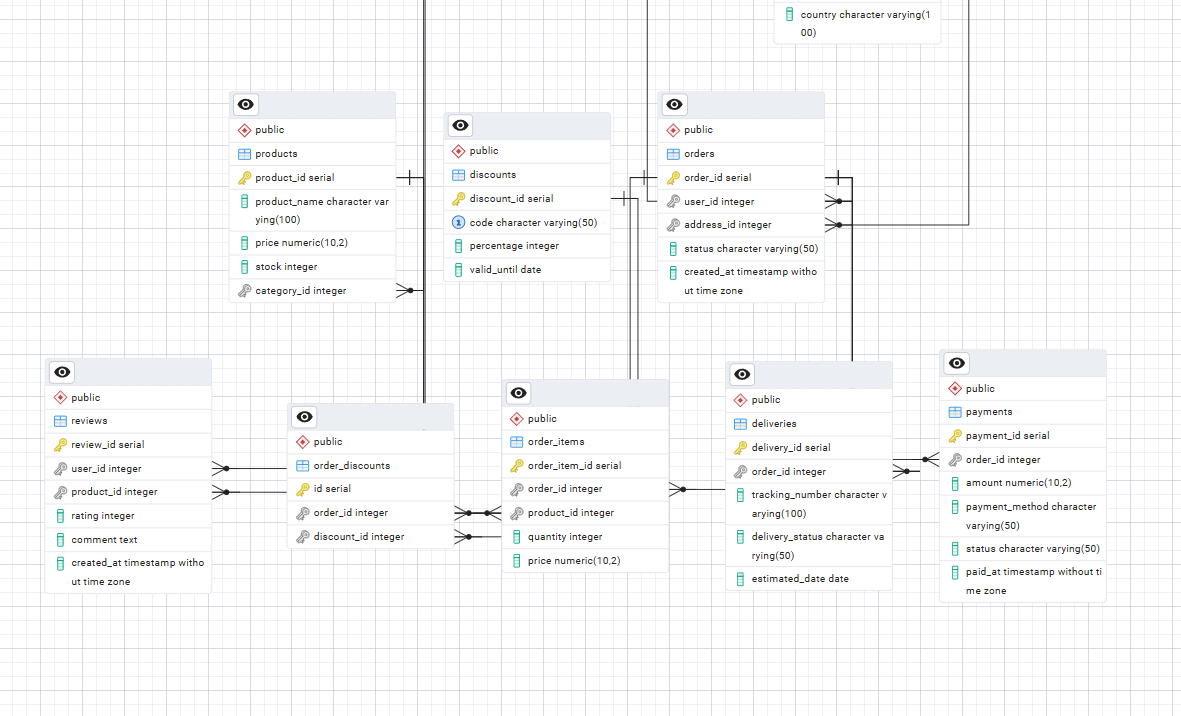 country character varying(1
00)
public
products
product_id serial
product_name character var
ying(100)
price numeric(10,2)
stock integer
category_id integer
public
discounts
discount_id serial
1
code character varying(50)
percentage integer
valid_until date
public
orders
order_id serial
user_id integer
address_id integer
status character varying(50)
created_at timestamp witho
ut time zone
public
reviews
review_id serial
user_id integer
product_id integer
rating integer
comment text
created_at timestamp witho
ut time zone
public
order_discounts
id serial
order_id integer
discount_id integer
public
order_items
order_item_id serial
order_id integer
product_id integer
quantity integer
price numeric(10,2)
public
deliveries
delivery_id serial
order_id integer
tracking_number character v
arying(100)
delivery_status character va
rying(50)
estimated_date date
public
payments
payment_id serial
order_id integer
amount numeric(10,2)
payment_method character
varying(50)
status character varying(50)
paid_at timestamp without ti
me zone